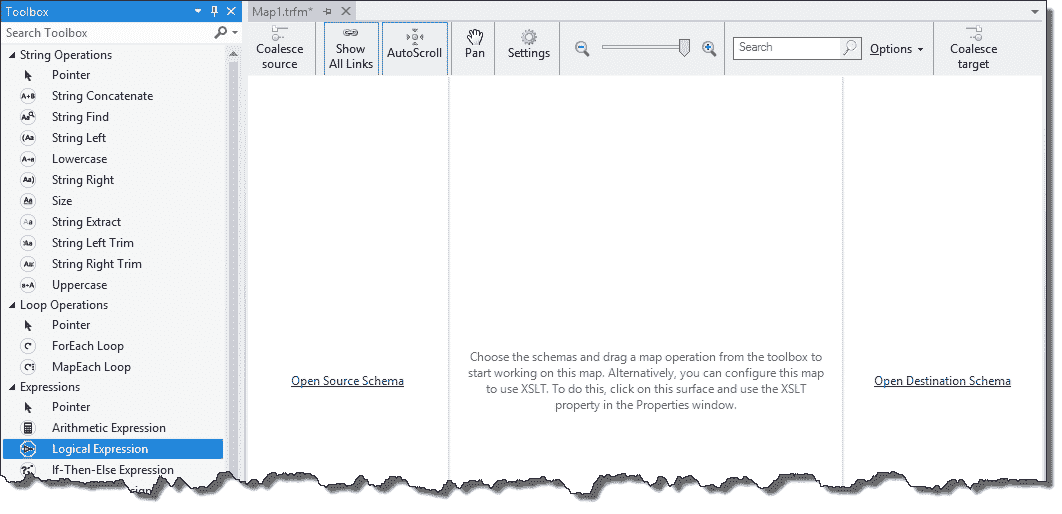 Toolbox
Search Toolbox
String Operations
Pointer
String Concatenate
String Find
String Left
Lowercase
String Right
Size
String Extract
String Left Trim
String Right Trim
Uppercase
Loop Operations
Pointer
ForEach Loop
MapEach Loop
Expressions
Pointer
Arithmetic Expression
Logical Expression
If-Then-Else Expression
Map1.trfm*
Coalesce
source
Show
All Links
AutoScroll
Pan
Settings
Search
Options
Coalesce
target
Open Source Schema
Choose the schemas and drag a map operation from the toolbox to
start working on this map. Alternatively, you can configure this map
to use XSLT. To do this, click on this surface and use the XSLT
property in the Properties window.
Open Destination Schema